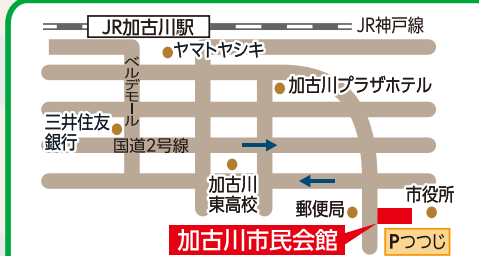 JR加古川駅
JR神戸線
ヤマトヤシキ
ベルデモール
加古川プラザホテル
三井住友
銀行
国道2号線
加古川
東高校
市役所
郵便局
加古川市民会館
Pつつじ